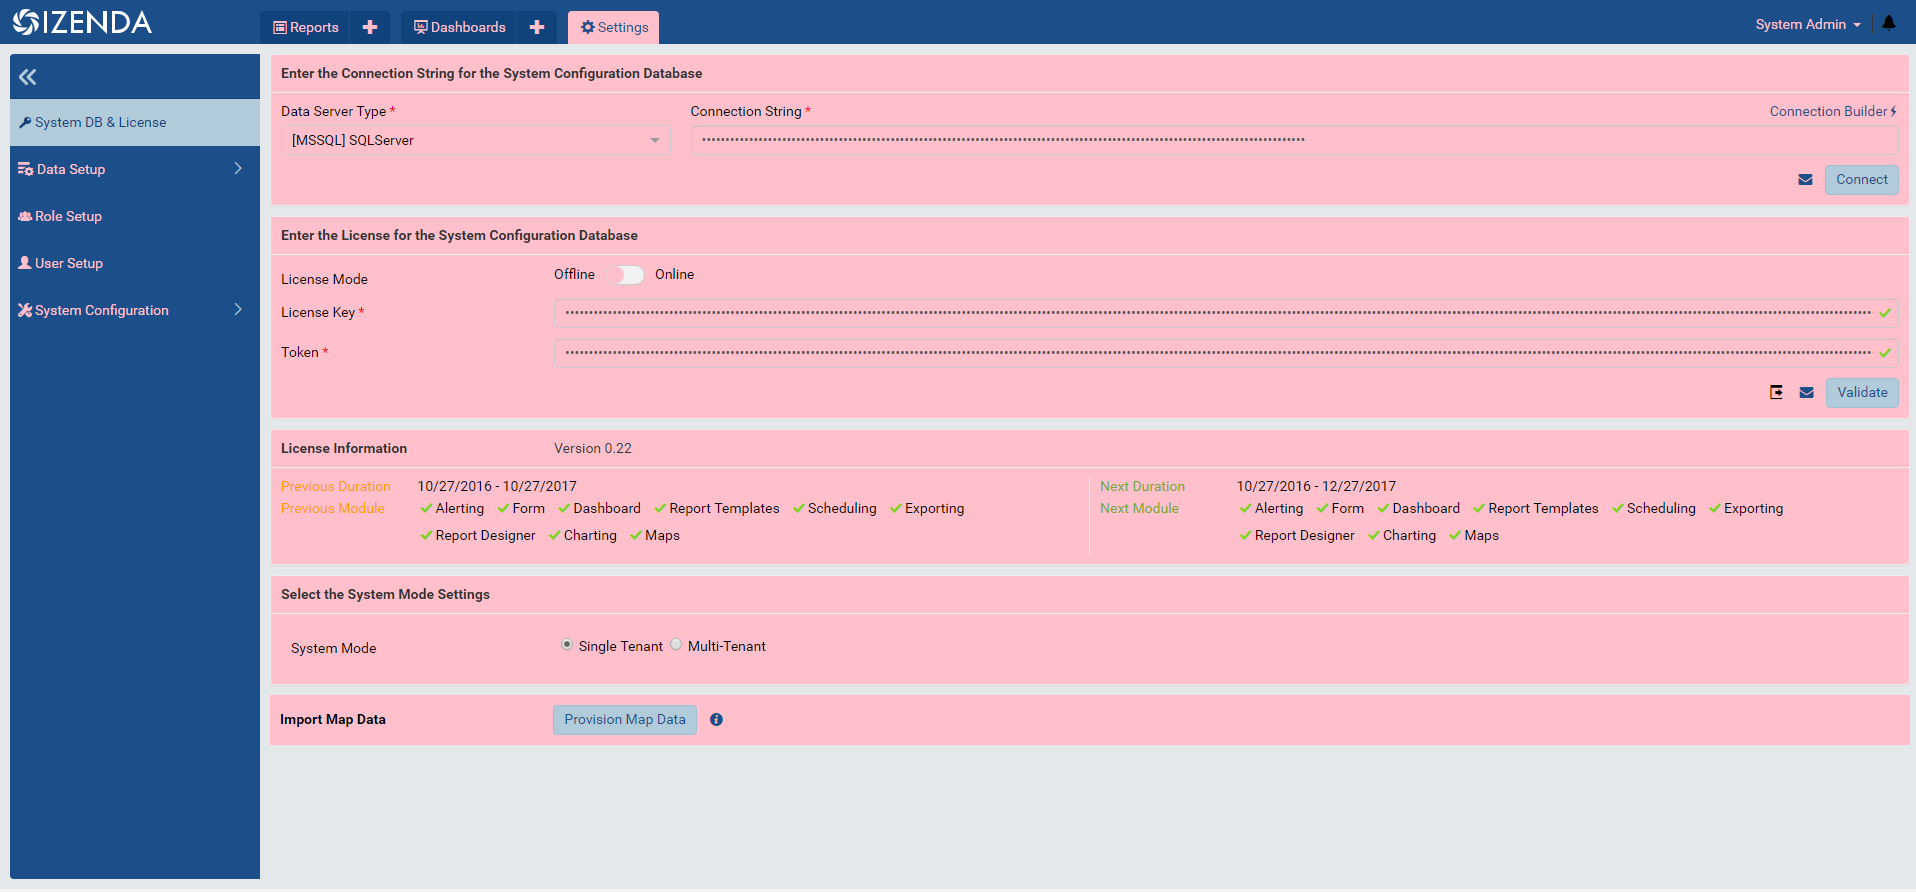 IZENDA
Reports
Dashboards
Settings
System Admin
System DB & License
Data Setup
Role Setup
User Setup
System Configuration
Enter the Connection String for the System Configuration Database
Data Server Type * Connection String * Connection Builder
[MSSQL] SQLServer
Connect
Enter the License for the System Configuration Database
License Mode Offline Online
License Key *
Token *
Validate
License Information Version 0.22
Previous Duration 10/27/2016 - 10/27/2017
Previous Module Alerting Form Dashboard Report Templates Scheduling Exporting
Report Designer Charting Maps
Next Duration 10/27/2016 - 12/27/2017
Next Module Alerting Form Dashboard Report Templates Scheduling Exporting
Report Designer Charting Maps
Select the System Mode Settings
System Mode Single Tenant Multi-Tenant
Import Map Data Provision Map Data